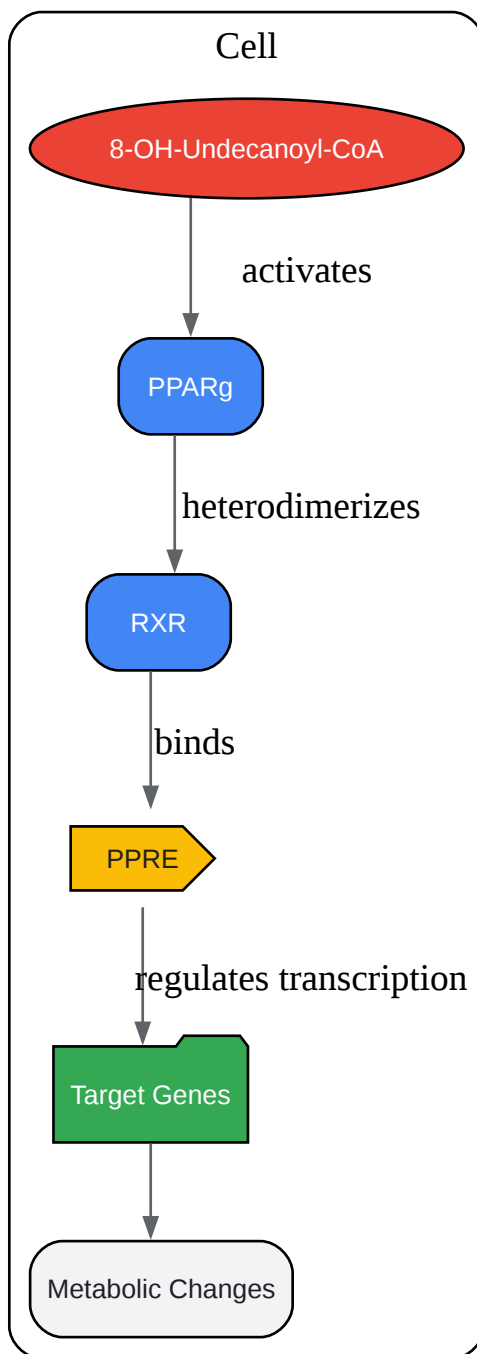 Cell
8-OH-Undecanoyl-CoA
activates
PPARg
heterodimerizes
RXR
binds
PPRE
regulates transcription
Target Genes
Metabolic Changes